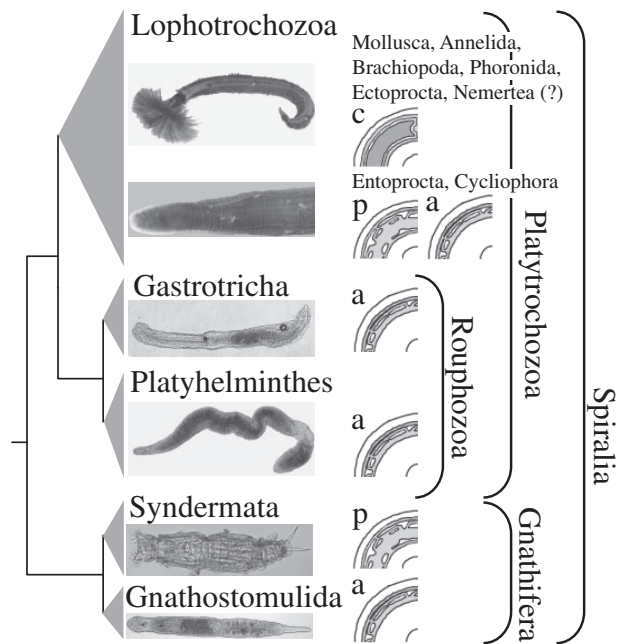 Lophotrochozoa
Mollusca, Annelida,
Brachiopoda, Phoronida,
Ectoprocta, Nemertea (?)
c
Entoprocta, Cycliophora
p
a
Gastrotricha
a
Platyhelminthes
a
Rouphozoa
Platytrochozoa
Syndermata
p
Gnathostomulida
a
Gnathifera
Spiralia